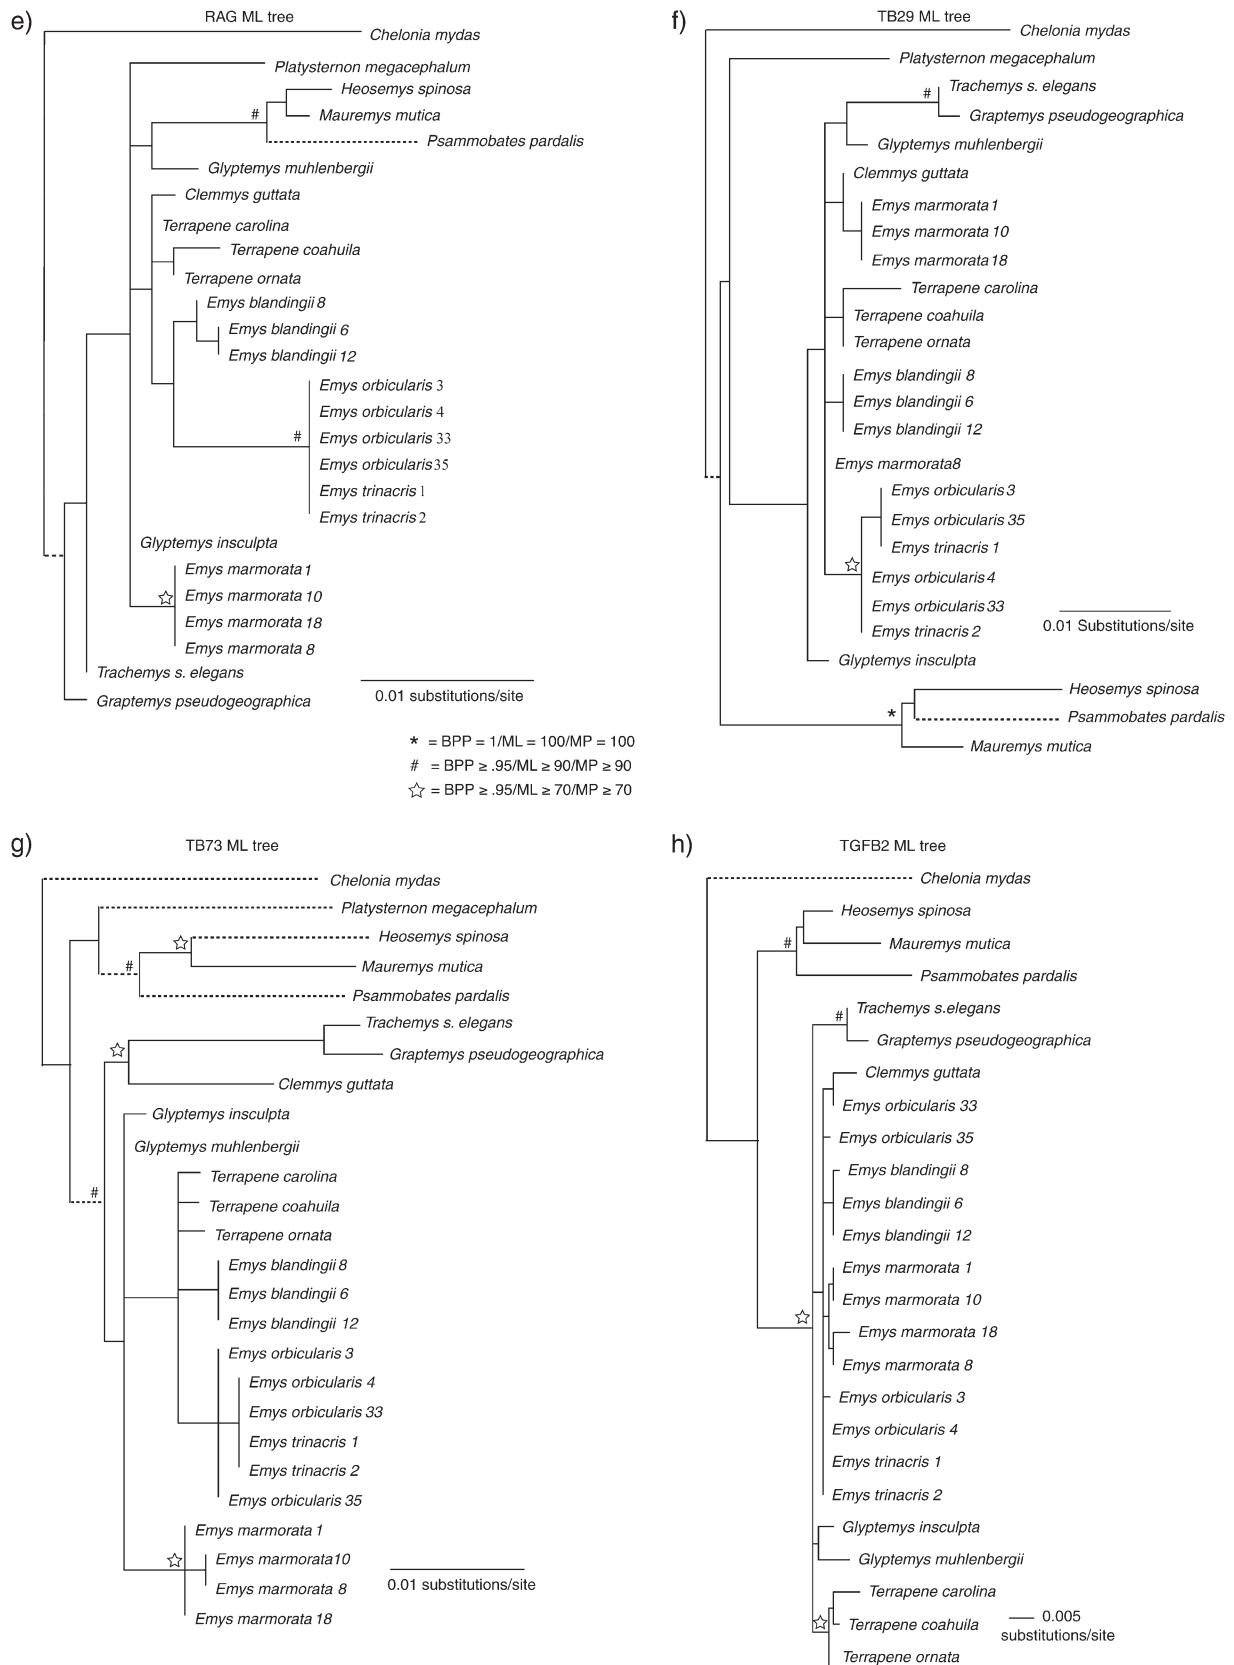 e)
RAG ML tree
Chelonia mydas
Platysternon megacephalum
Heosemys spinosa
#
Mauremys mutica
Psammobates pardalis
Glyptemys muhlenbergii
Clemmys guttata
Terrapene carolina
Terrapene coahuila
Terrapene ornata
Emys blandingii 8
Emys blandingii 6
Emys blandingii 12
Emys orbicularis 3
Emys orbicularis 4
#
Emys orbicularis 33
Emys orbicularis 35
Emys trinacris 1
Emys trinacris 2
Glyptemys insculpta
Emys marmorata 1
Emys marmorata 10
Emys marmorata 18
Emys marmorata 8
Trachemys s. elegans
Graptemys pseudogeographica
0.01 substitutions/site
* = BPP = 1/ML = 100/MP = 100
# = BPP ≥ .95/ML ≥ 90/MP ≥ 90
☆ = BPP ≥ .95/ML ≥ 70/MP ≥ 70
f)
TB29 ML tree
Chelonia mydas
Platysternon megacephalum
Trachemys s. elegans
#
Graptemys pseudogeographica
Glyptemys muhlenbergii
Clemmys guttata
Emys marmorata 1
Emys marmorata 10
Emys marmorata 18
Terrapene carolina
Terrapene coahuila
Terrapene ornata
Emys blandingii 8
Emys blandingii 6
Emys blandingii 12
Emys marmorata8
Emys orbicularis 3
Emys orbicularis 35
Emys trinacris 1
Emys orbicularis 4
Emys orbicularis 33
Emys trinacris 2
0.01 Substitutions/site
Glyptemys insculpta
Heosemys spinosa
*
Psammobates pardalis
Mauremys mutica
g)
TB73 ML tree
Chelonia mydas
Platysternon megacephalum
Heosemys spinosa
#
Mauremys mutica
Psammobates pardalis
Trachemys s. elegans
Graptemys pseudogeographica
Clemmys guttata
Glyptemys insculpta
Glyptemys muhlenbergii
Terrapene carolina
#
Terrapene coahuila
Terrapene ornata
Emys blandingii 8
Emys blandingii 6
Emys blandingii 12
Emys orbicularis 3
Emys orbicularis 4
Emys orbicularis 33
Emys trinacris 1
Emys trinacris 2
Emys orbicularis 35
Emys marmorata 1
Emys marmorata10
Emys marmorata 8
Emys marmorata 18
0.01 substitutions/site
h)
TGFB2 ML tree
Chelonia mydas
Heosemys spinosa
#
Mauremys mutica
Psammobates pardalis
Trachemys s.elegans
#
Graptemys pseudogeographica
Clemmys guttata
Emys orbicularis 33
Emys orbicularis 35
Emys blandingii 8
Emys blandingii 6
Emys blandingii 12
Emys marmorata 1
Emys marmorata 10
Emys marmorata 18
Emys marmorata 8
Emys orbicularis 3
Emys orbicularis 4
Emys trinacris 1
Emys trinacris 2
Glyptemys insculpta
Glyptemys muhlenbergii
Terrapene carolina
Terrapene coahuila
Terrapene ornata
0.005
substitutions/site